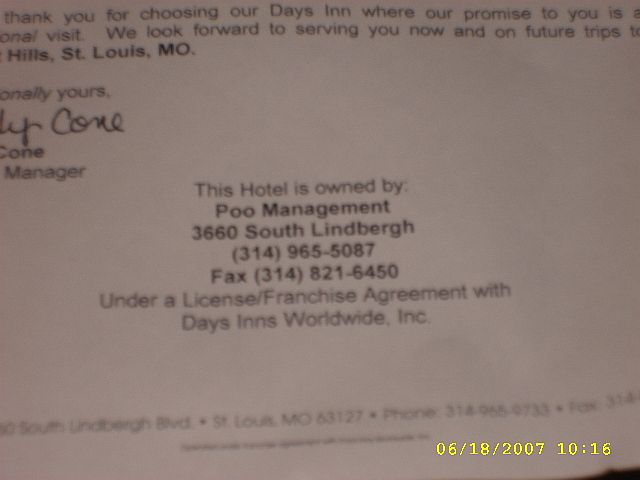 thank you for choosing our Days Inn where our promise to you is a
onal visit. We look forward to serving you now and on future trips to
Hills, St. Louis, MO.
onally yours,
ly Cone
Cone
Manager
This Hotel is owned by:
Poo Management
3660 South Lindbergh
(314) 965-5087
Fax (314) 821-6450
Under a License/Franchise Agreement with
Days Inns Worldwide, Inc.
60 South Lindbergh Blvd. • St. Louis, MO 63127 • Phone: 314-965-9733 • Fax: 314-
06/18/2007 10:16